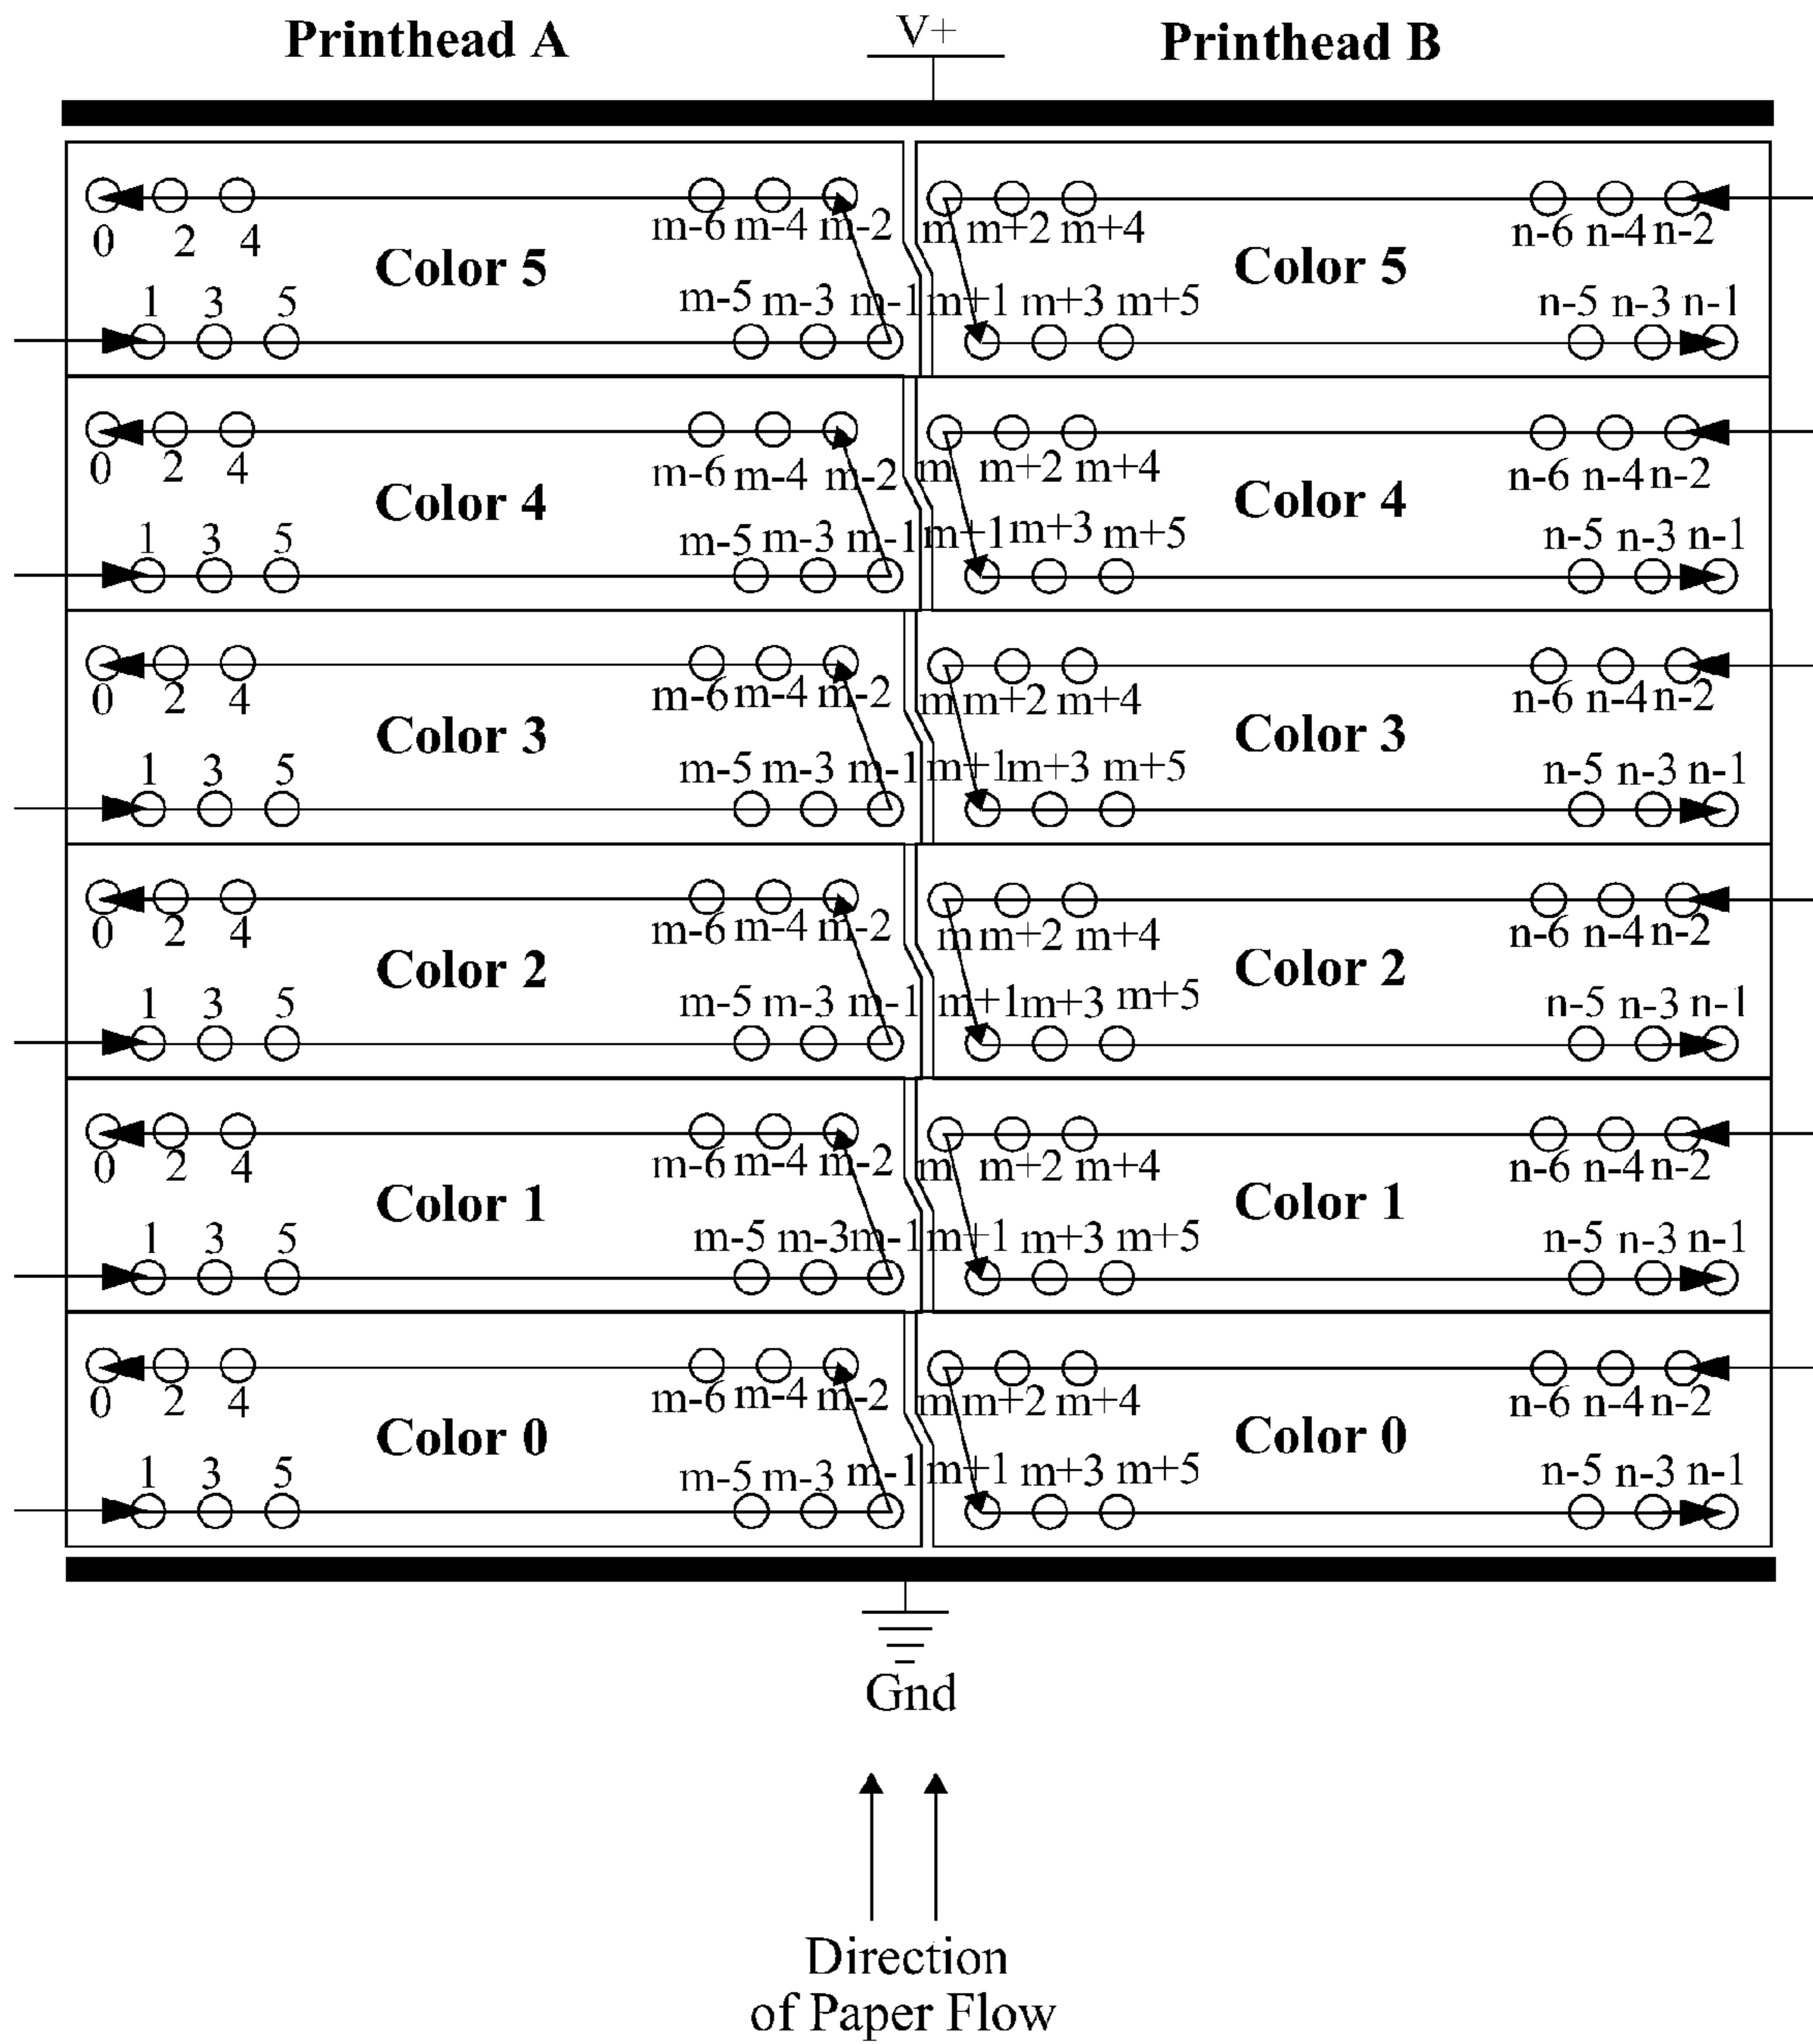 Printhead A V+ Printhead B
0 2 4 m-6 m-4 m-2 m m+2 m+4 n-6 n-4 n-2
Color 5 Color 5
1 3 5 m-5 m-3 m-1 m+1 m+3 m+5 n-5 n-3 n-1
0 2 4 m-6 m-4 m-2 m m+2 m+4 n-6 n-4 n-2
Color 4 Color 4
1 3 5 m-5 m-3 m-1 m+1 m+3 m+5 n-5 n-3 n-1
0 2 4 m-6 m-4 m-2 m m+2 m+4 n-6 n-4 n-2
Color 3 Color 3
1 3 5 m-5 m-3 m-1 m+1 m+3 m+5 n-5 n-3 n-1
0 2 4 m-6 m-4 m-2 m m+2 m+4 n-6 n-4 n-2
Color 2 Color 2
1 3 5 m-5 m-3 m-1 m+1 m+3 m+5 n-5 n-3 n-1
0 2 4 m-6 m-4 m-2 m m+2 m+4 n-6 n-4 n-2
Color 1 Color 1
1 3 5 m-5 m-3 m-1 m+1 m+3 m+5 n-5 n-3 n-1
0 2 4 m-6 m-4 m-2 m m+2 m+4 n-6 n-4 n-2
Color 0 Color 0
1 3 5 m-5 m-3 m-1 m+1 m+3 m+5 n-5 n-3 n-1
Gnd
Direction
of Paper Flow